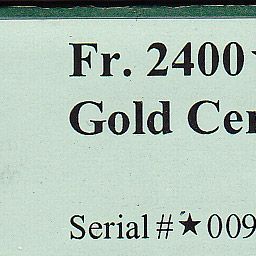 Fr. 2400★
Gold Cer
Serial # ★009